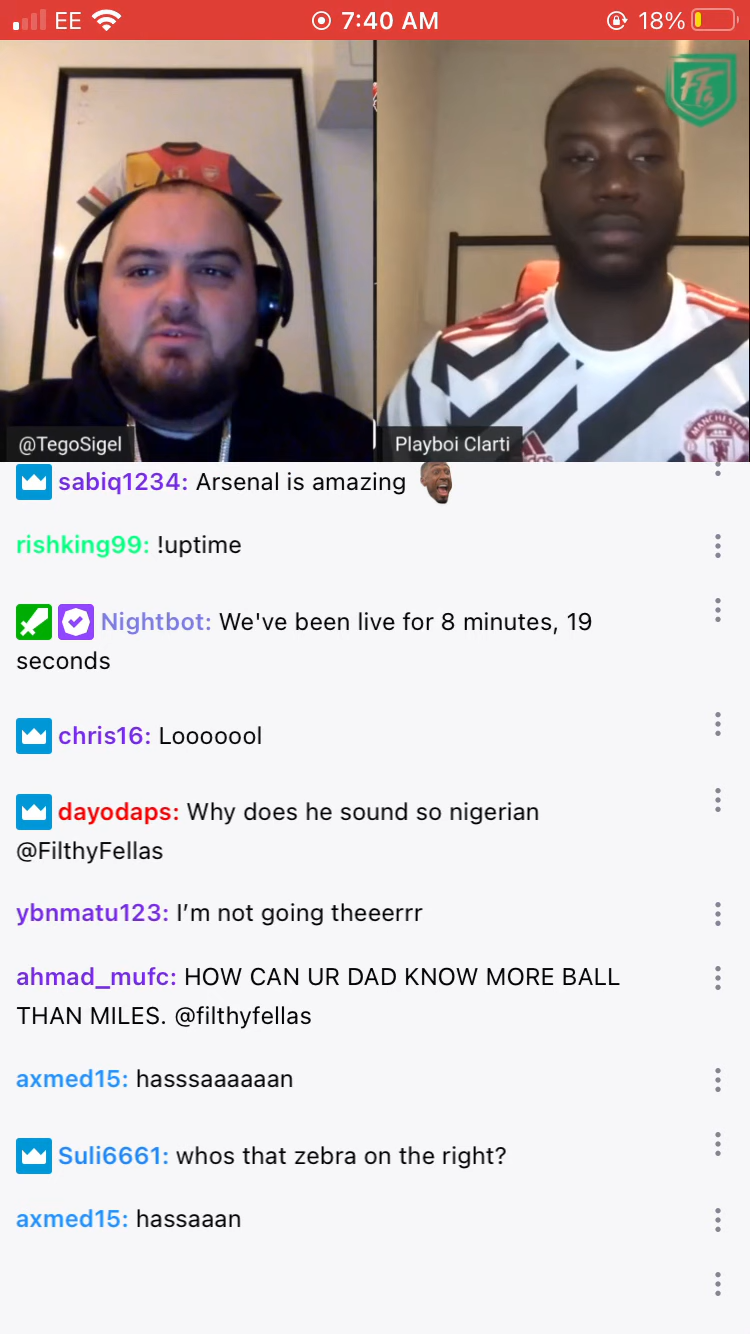 EE 7:40 AM 18%
FFs
@TegoSigel
Playboi Clarti
MANCHESTER
adidas
sabiq1234: Arsenal is amazing
rishking99: !uptime
Nightbot: We've been live for 8 minutes, 19
seconds
chris16: Looooool
dayodaps: Why does he sound so nigerian
@FilthyFellas
ybnmatu123: I’m not going theeerrr
ahmad_mufc: HOW CAN UR DAD KNOW MORE BALL
THAN MILES. @filthyfellas
axmed15: hasssaaaaaan
Suli6661: whos that zebra on the right?
axmed15: hassaaan